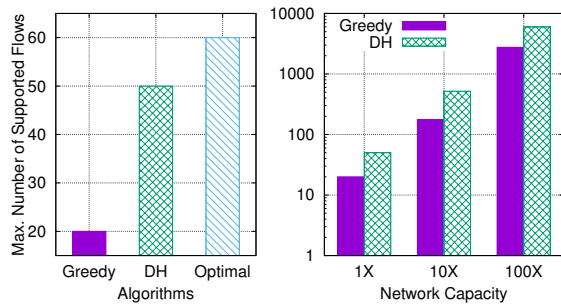 Max. Number of Supported Flows
60
50
40
30
20
Greedy DH Optimal
Algorithms
Greedy
DH
10000
1000
100
10
1
1X 10X 100X
Network Capacity